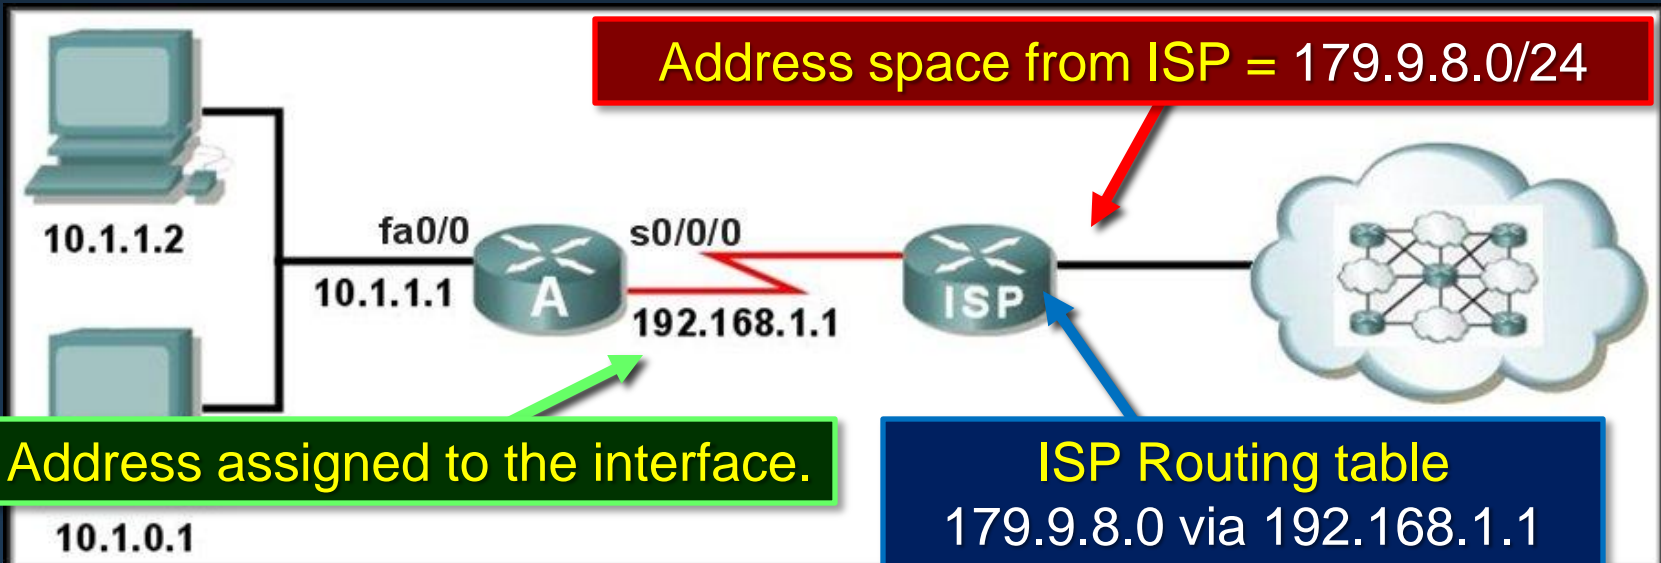 Address space from ISP = 179.9.8.0/24
10.1.1.2
fa0/0
10.1.1.1
A
s0/0/0
192.168.1.1
ISP
Address assigned to the interface.
10.1.0.1
ISP Routing table
179.9.8.0 via 192.168.1.1